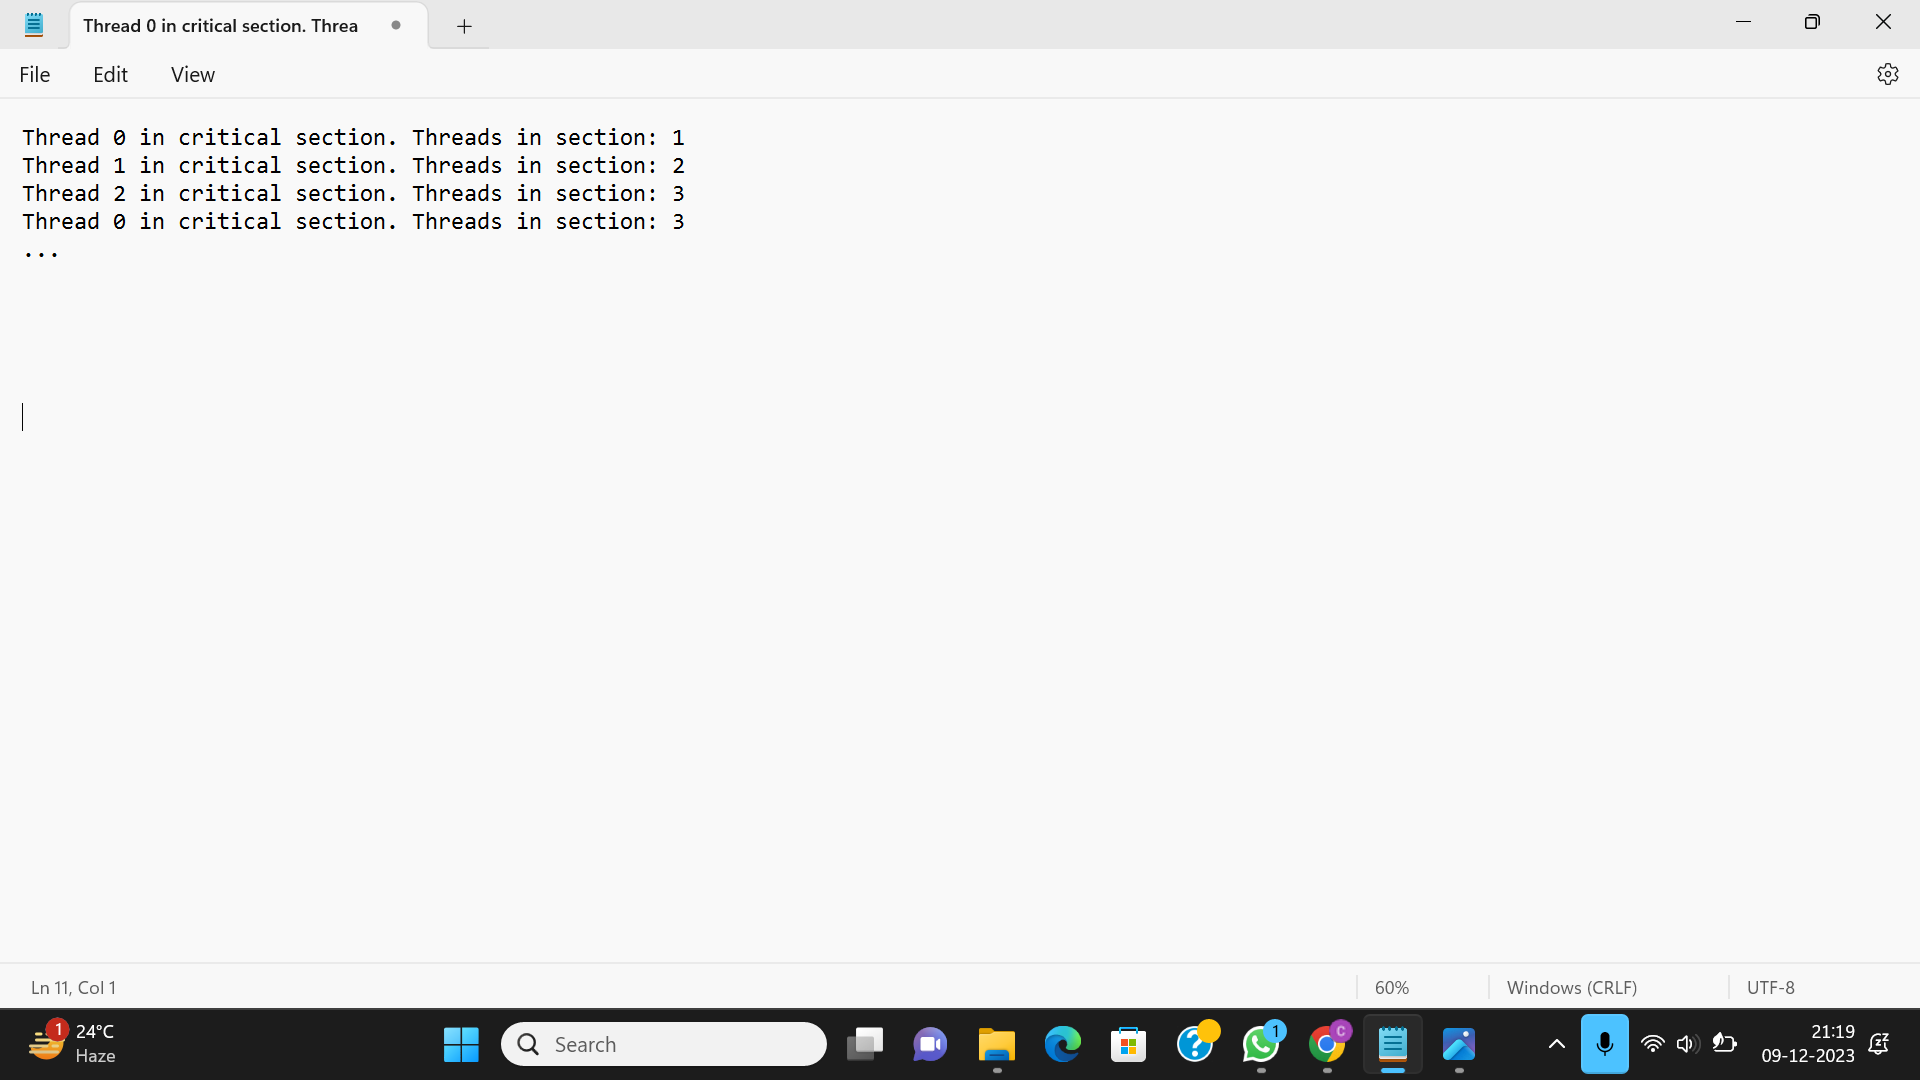 Thread 0 in critical section. Threa
File Edit View
Thread 0 in critical section. Threads in section: 1
Thread 1 in critical section. Threads in section: 2
Thread 2 in critical section. Threads in section: 3
Thread 0 in critical section. Threads in section: 3
...
Ln 11, Col 1 60% Windows (CRLF) UTF-8
1 24°C
Haze
Search
1
C
21:19
09-12-2023